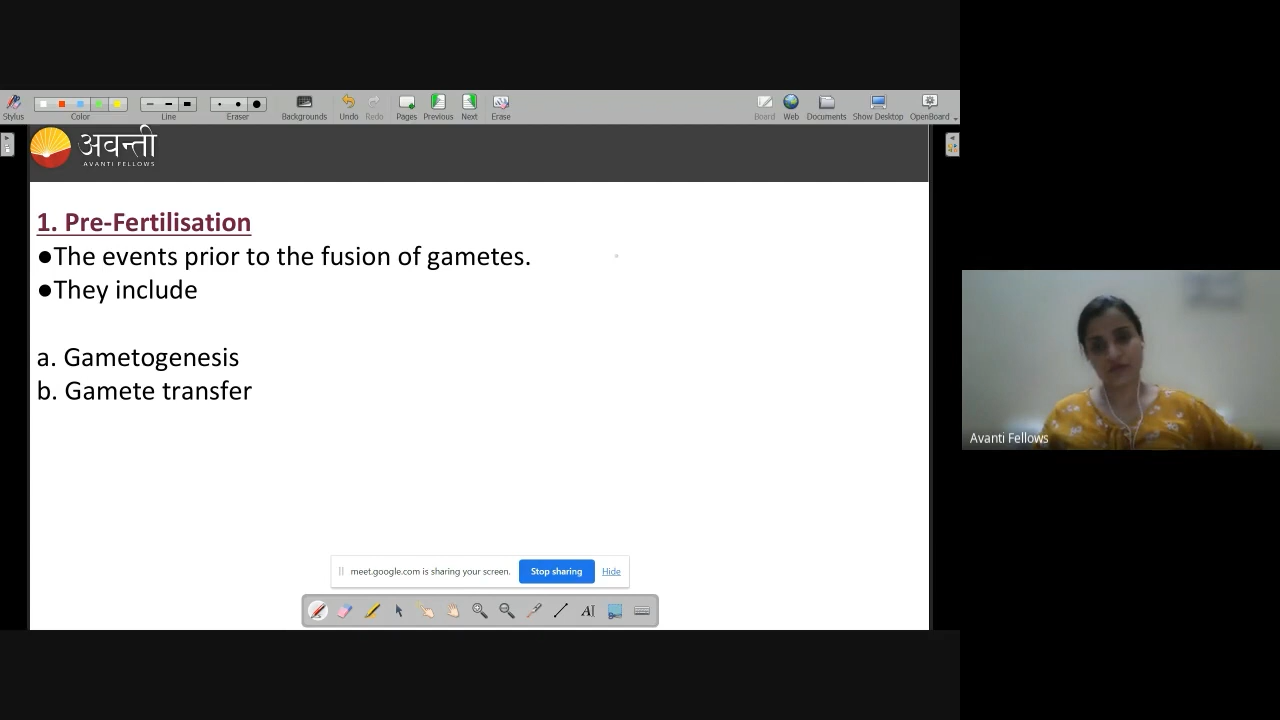 Stylus
Color
Line
Eraser
Backgrounds
Undo
Redo
Pages
Previous
Next
Erase
Board
Web
Documents
Show Desktop
OpenBoard
अवन्ती
AVANTI FELLOWS
1. Pre-Fertilisation
●The events prior to the fusion of gametes.
●They include
a. Gametogenesis
b. Gamete transfer
meet.google.com is sharing your screen.
Stop sharing
Hide
AI
Avanti Fellows